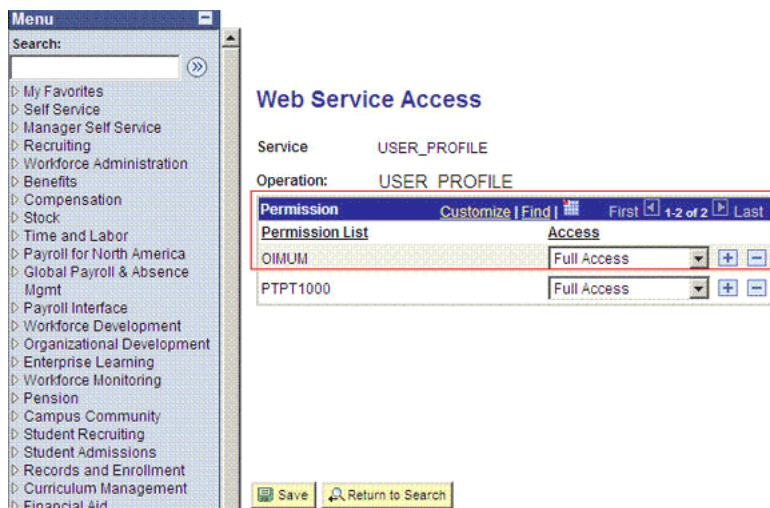 Menu
Search:
My Favorites
Self Service
Manager Self Service
Recruiting
Workforce Administration
Benefits
Compensation
Stock
Time and Labor
Payroll for North America
Global Payroll & Absence
Mgmt
Payroll Interface
Workforce Development
Organizational Development
Enterprise Learning
Workforce Monitoring
Pension
Campus Community
Student Recruiting
Student Admissions
Records and Enrollment
Curriculum Management
Financial Aid
Web Service Access
Service USER_PROFILE
Operation: USER_PROFILE
Permission Customize | Find | First 1-2 of 2 Last
Permission List Access
OIMUM Full Access
PTPT1000 Full Access
Save Return to Search